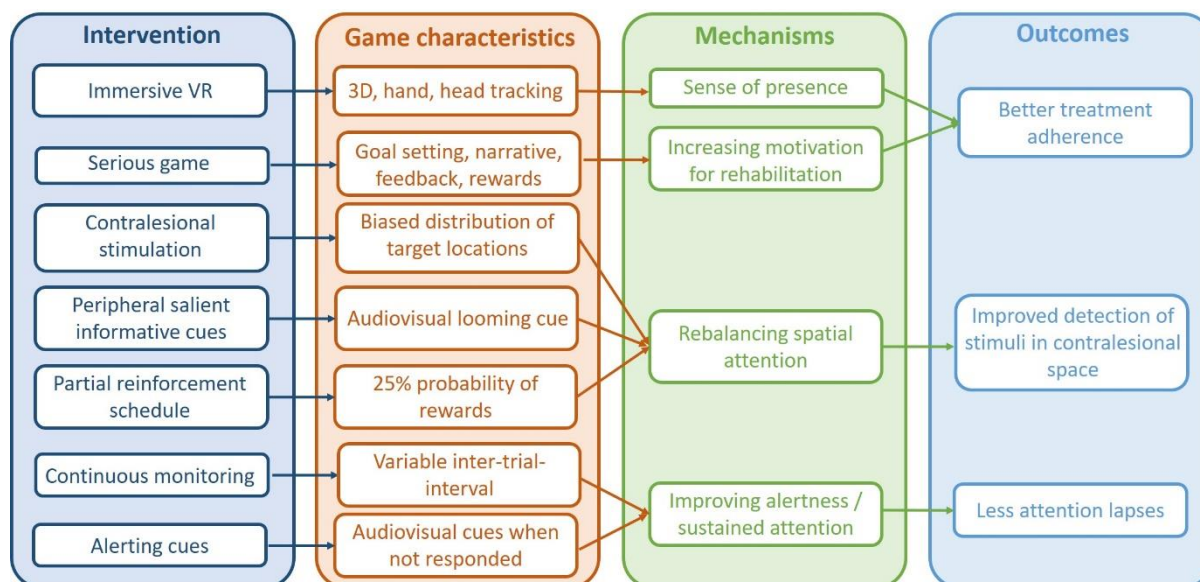 Intervention
Immersive VR
Serious game
Contralesional
stimulation
Peripheral salient
informative cues
Partial reinforcement
schedule
Continuous monitoring
Alerting cues
Game characteristics
3D, hand, head tracking
Goal setting, narrative,
feedback, rewards
Biased distribution of
target locations
Audiovisual looming cue
25% probability of
rewards
Variable inter-trial-
interval
Audiovisual cues when
not responded
Mechanisms
Sense of presence
Increasing motivation
for rehabilitation
Rebalancing spatial
attention
Improving alertness /
sustained attention
Outcomes
Better treatment
adherence
Improved detection of
stimuli in contralesional
space
Less attention lapses